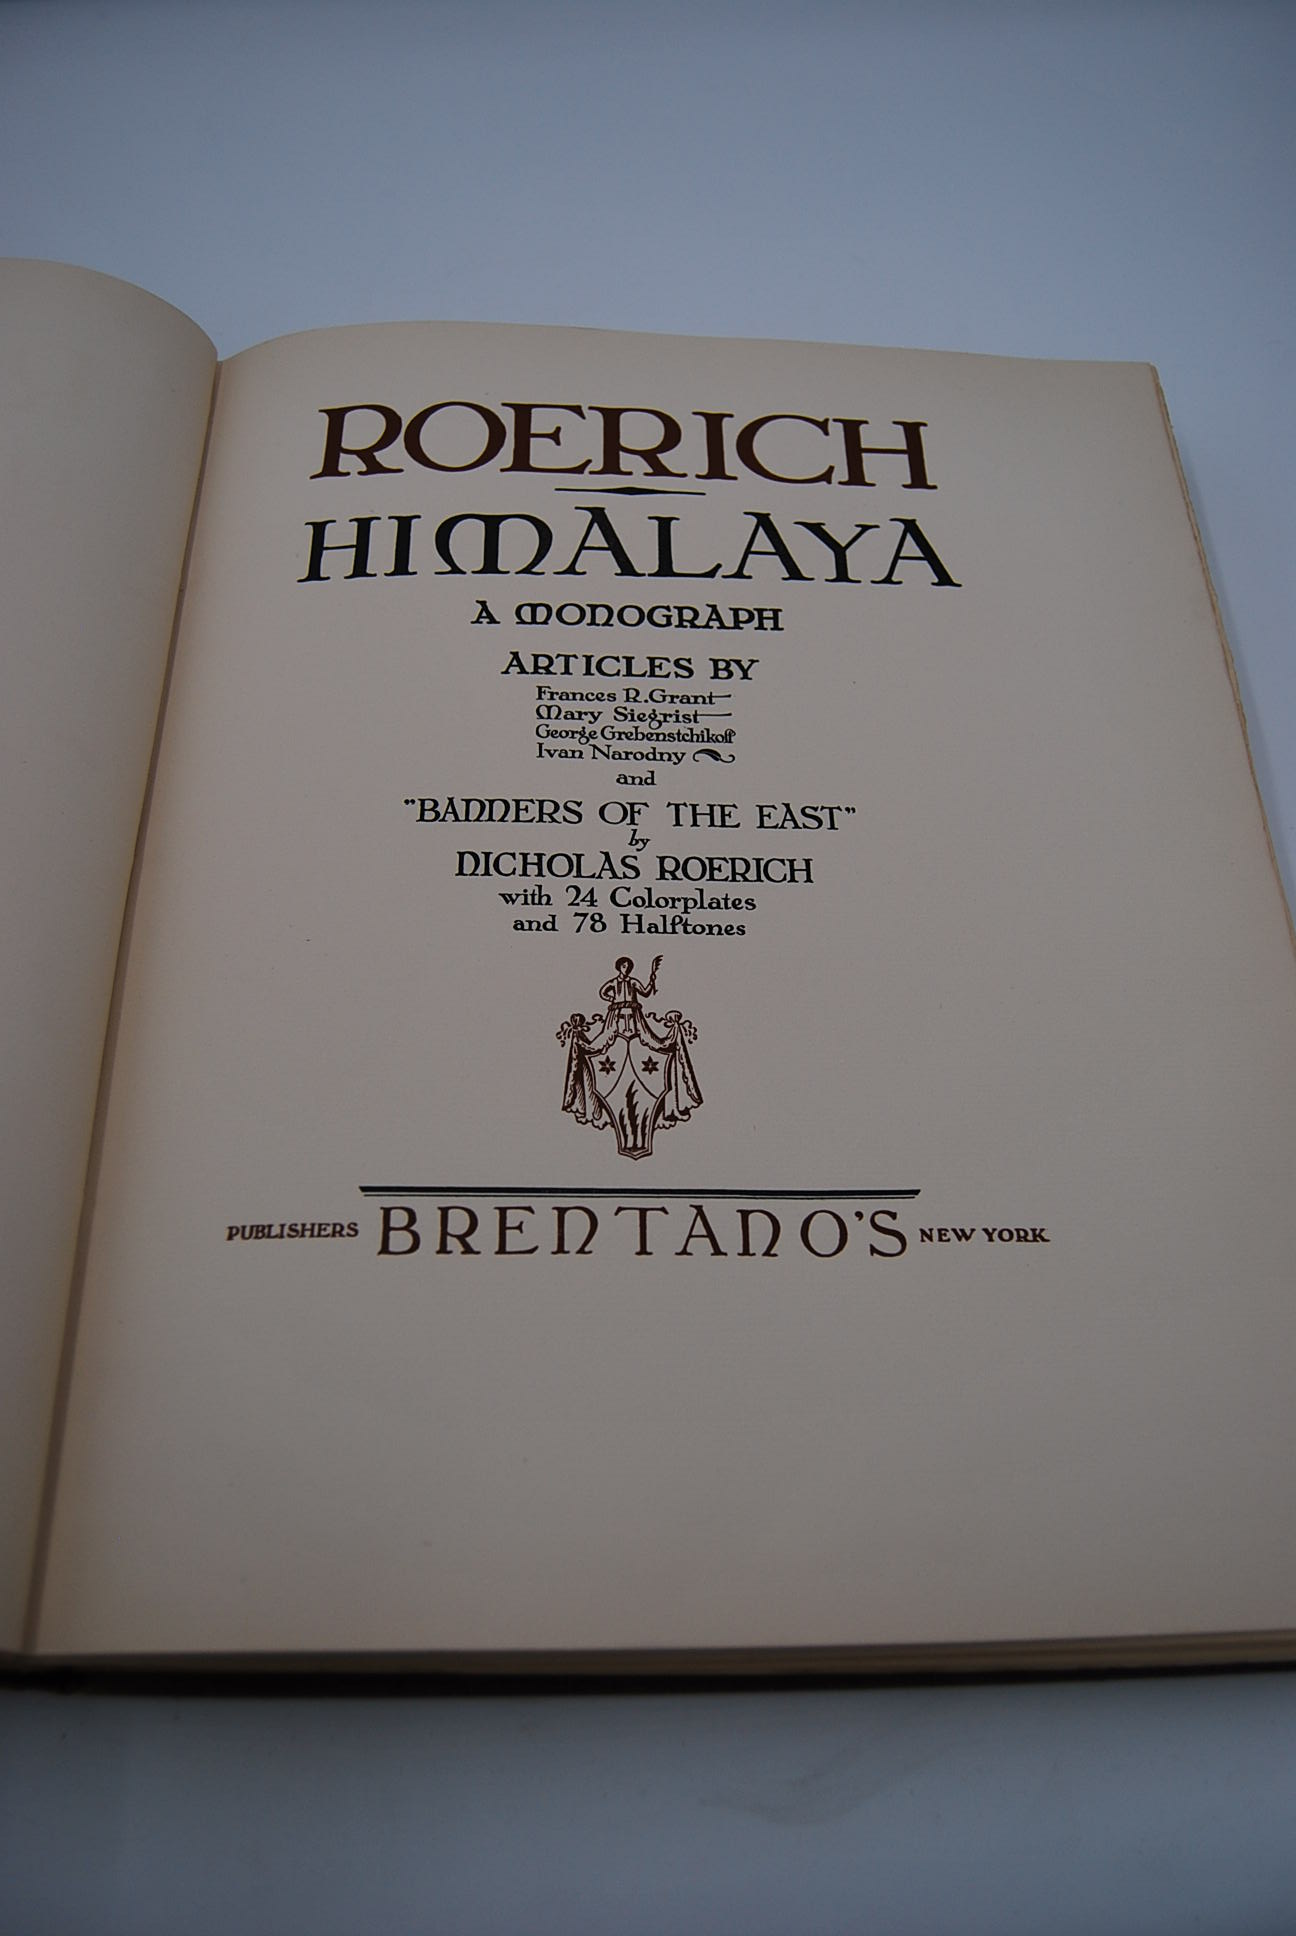 ROERICH
HIMALAYA
A MONOGRAPH
ARTICLES BY
Frances R. Grant
Mary Siegrist
George Grebenstchikoff
Ivan Narodny
and
"BANNERS OF THE EAST"
by
NICHOLAS ROERICH
with 24 Colorplates
and 78 Halftones
PUBLISHERS BRENTANO'S NEW YORK